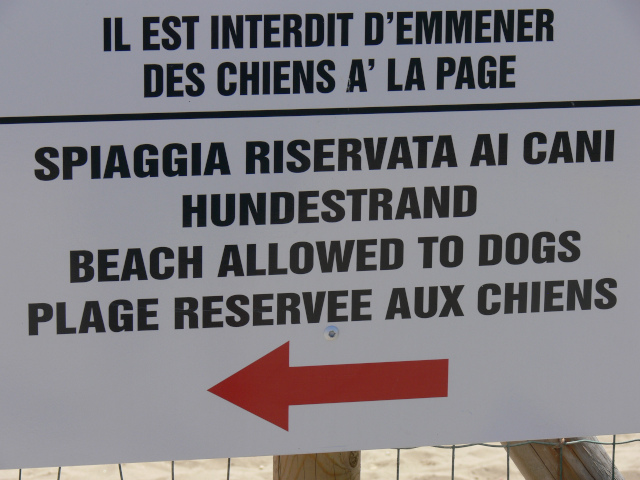 IL EST INTERDIT D'EMMENER
DES CHIENS A' LA PAGE
SPIAGGIA RISERVATA AI CANI
HUNDESTRAND
BEACH ALLOWED TO DOGS
PLAGE RESERVEE AUX CHIENS